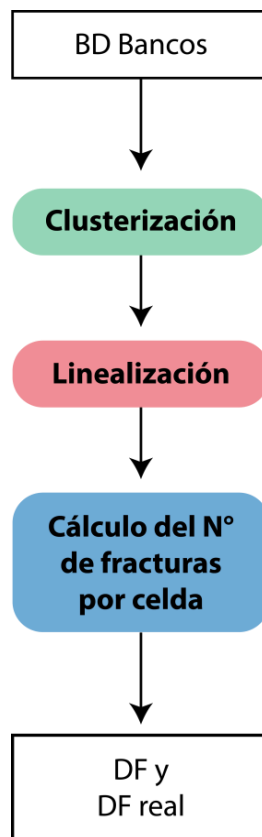 BD Bancos
Clusterización
Linealización
Cálculo del N°
de fracturas
por celda
DF y
DF real